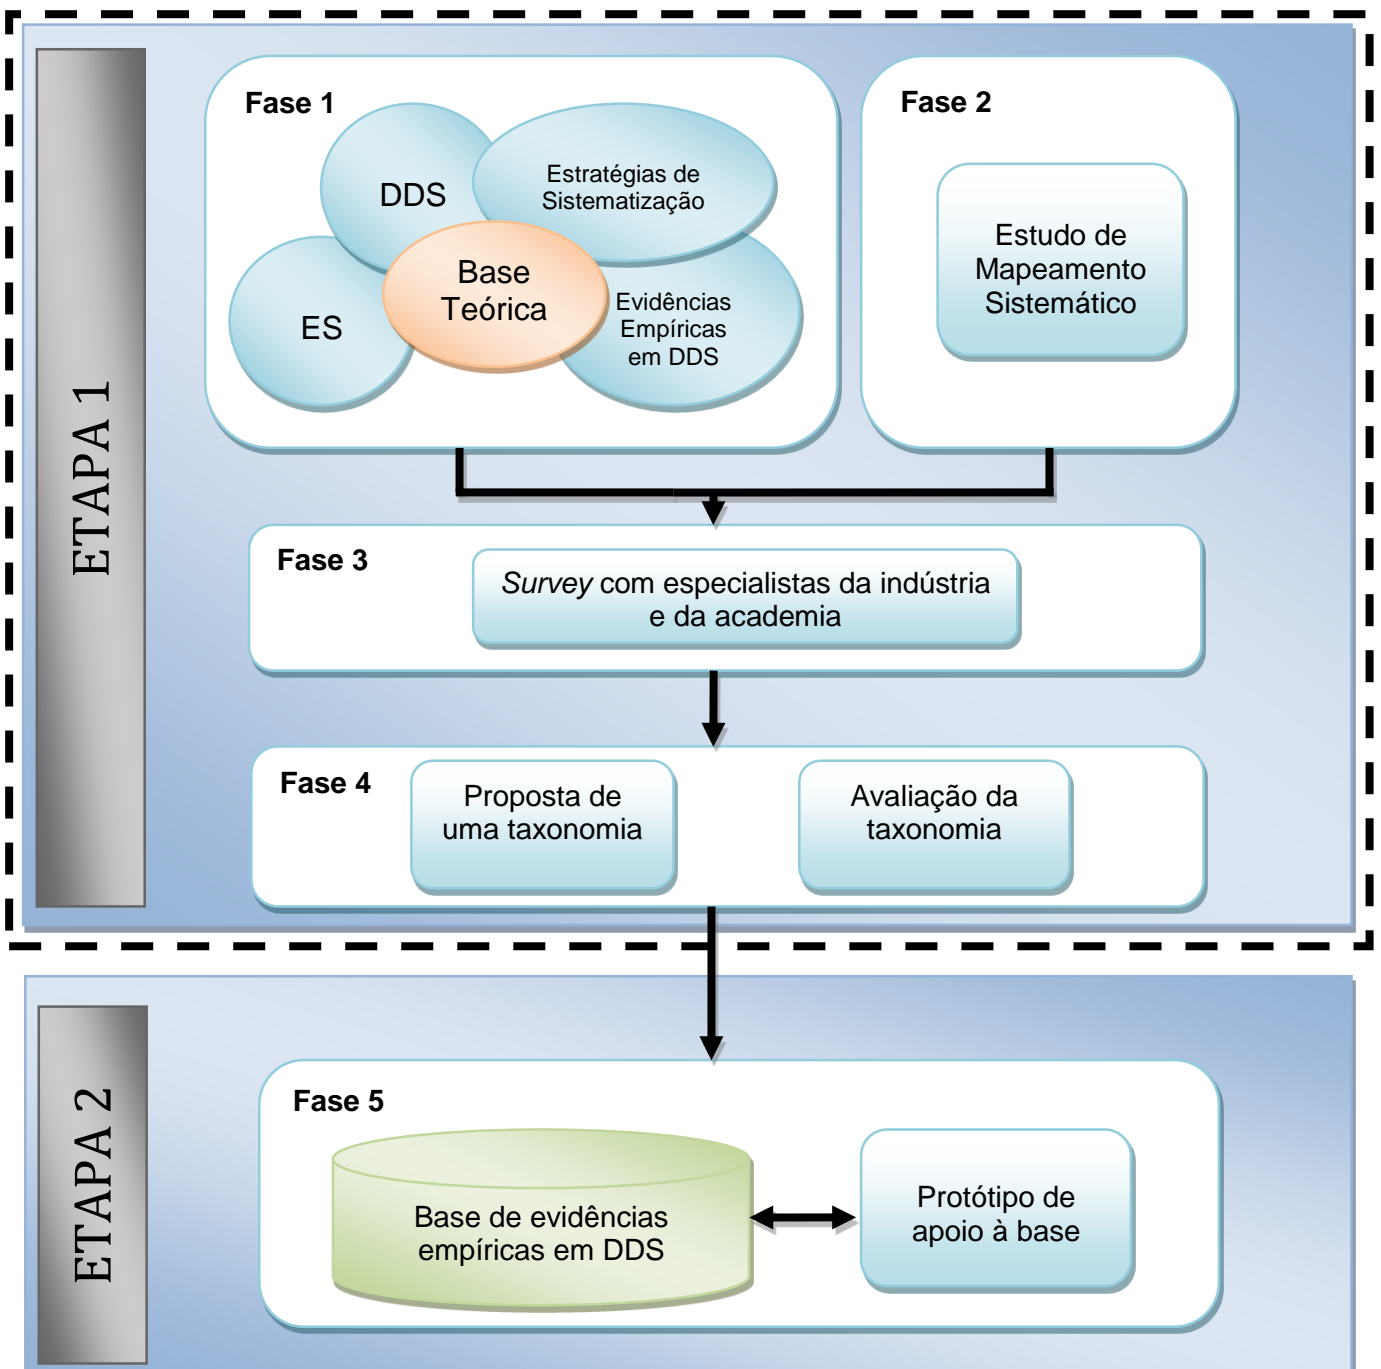 ETAPA 1
Fase 1
DDS
Estratégias de
Sistematização
Base
Teórica
ES
Evidências
Empíricas
em DDS
Fase 2
Estudo de
Mapeamento
Sistemático
Fase 3
Survey com especialistas da indústria
e da academia
Fase 4
Proposta de
uma taxonomia
Avaliação da
taxonomia
ETAPA 2
Fase 5
Base de evidências
empíricas em DDS
Protótipo de
apoio à base